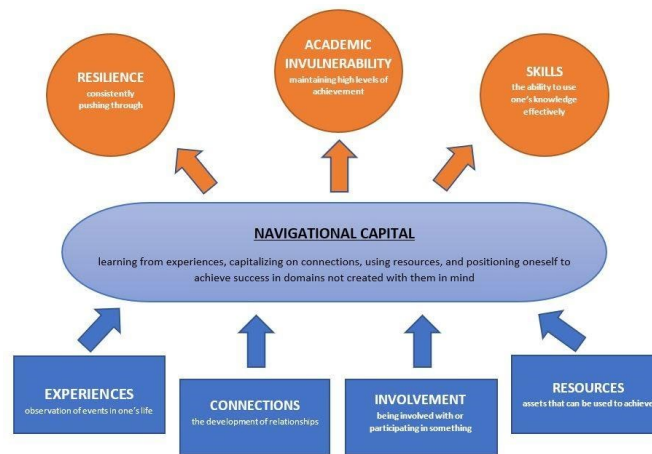 RESILIENCE
consistently
pushing through
ACADEMIC
INVULNERABILITY
maintaining high levels of
achievement
SKILLS
the ability to use
one's knowledge
effectively
NAVIGATIONAL CAPITAL
learning from experiences, capitalizing on connections, using resources, and positioning oneself to
achieve success in domains not created with them in mind
EXPERIENCES
observation of events in one's life
CONNECTIONS
the development of relationships
INVOLVEMENT
being involved with or
participating in something
RESOURCES
assets that can be used to achieve